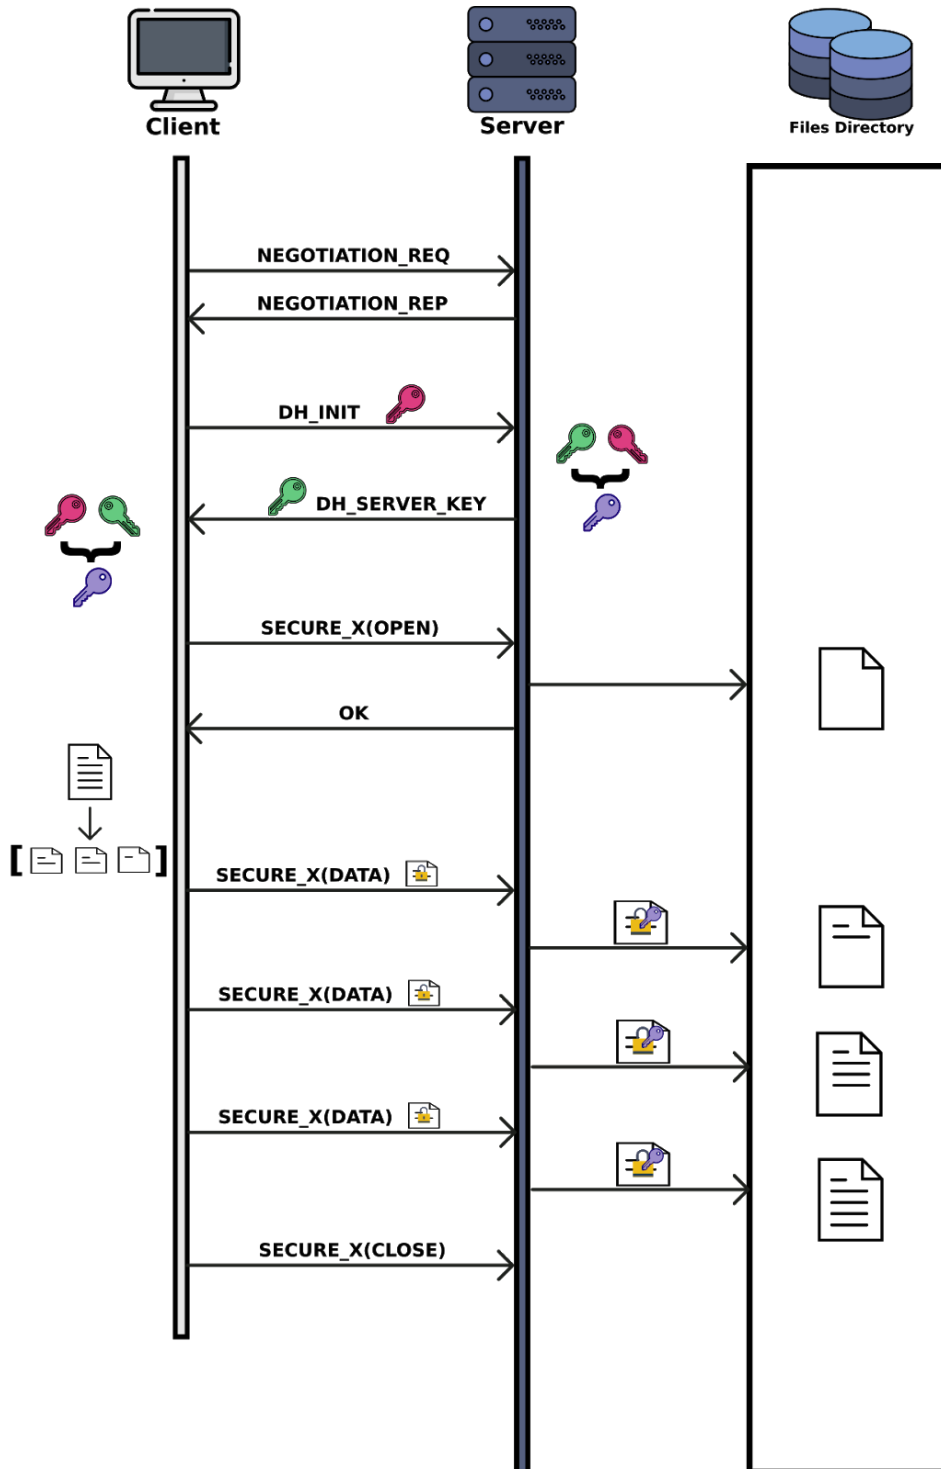 Client
Server
Files Directory
NEGOTIATION_REQ
NEGOTIATION_REP
DH_INIT
DH_SERVER_KEY
SECURE_X(OPEN)
OK
[ ]
SECURE_X(DATA)
SECURE_X(DATA)
SECURE_X(DATA)
SECURE_X(CLOSE)